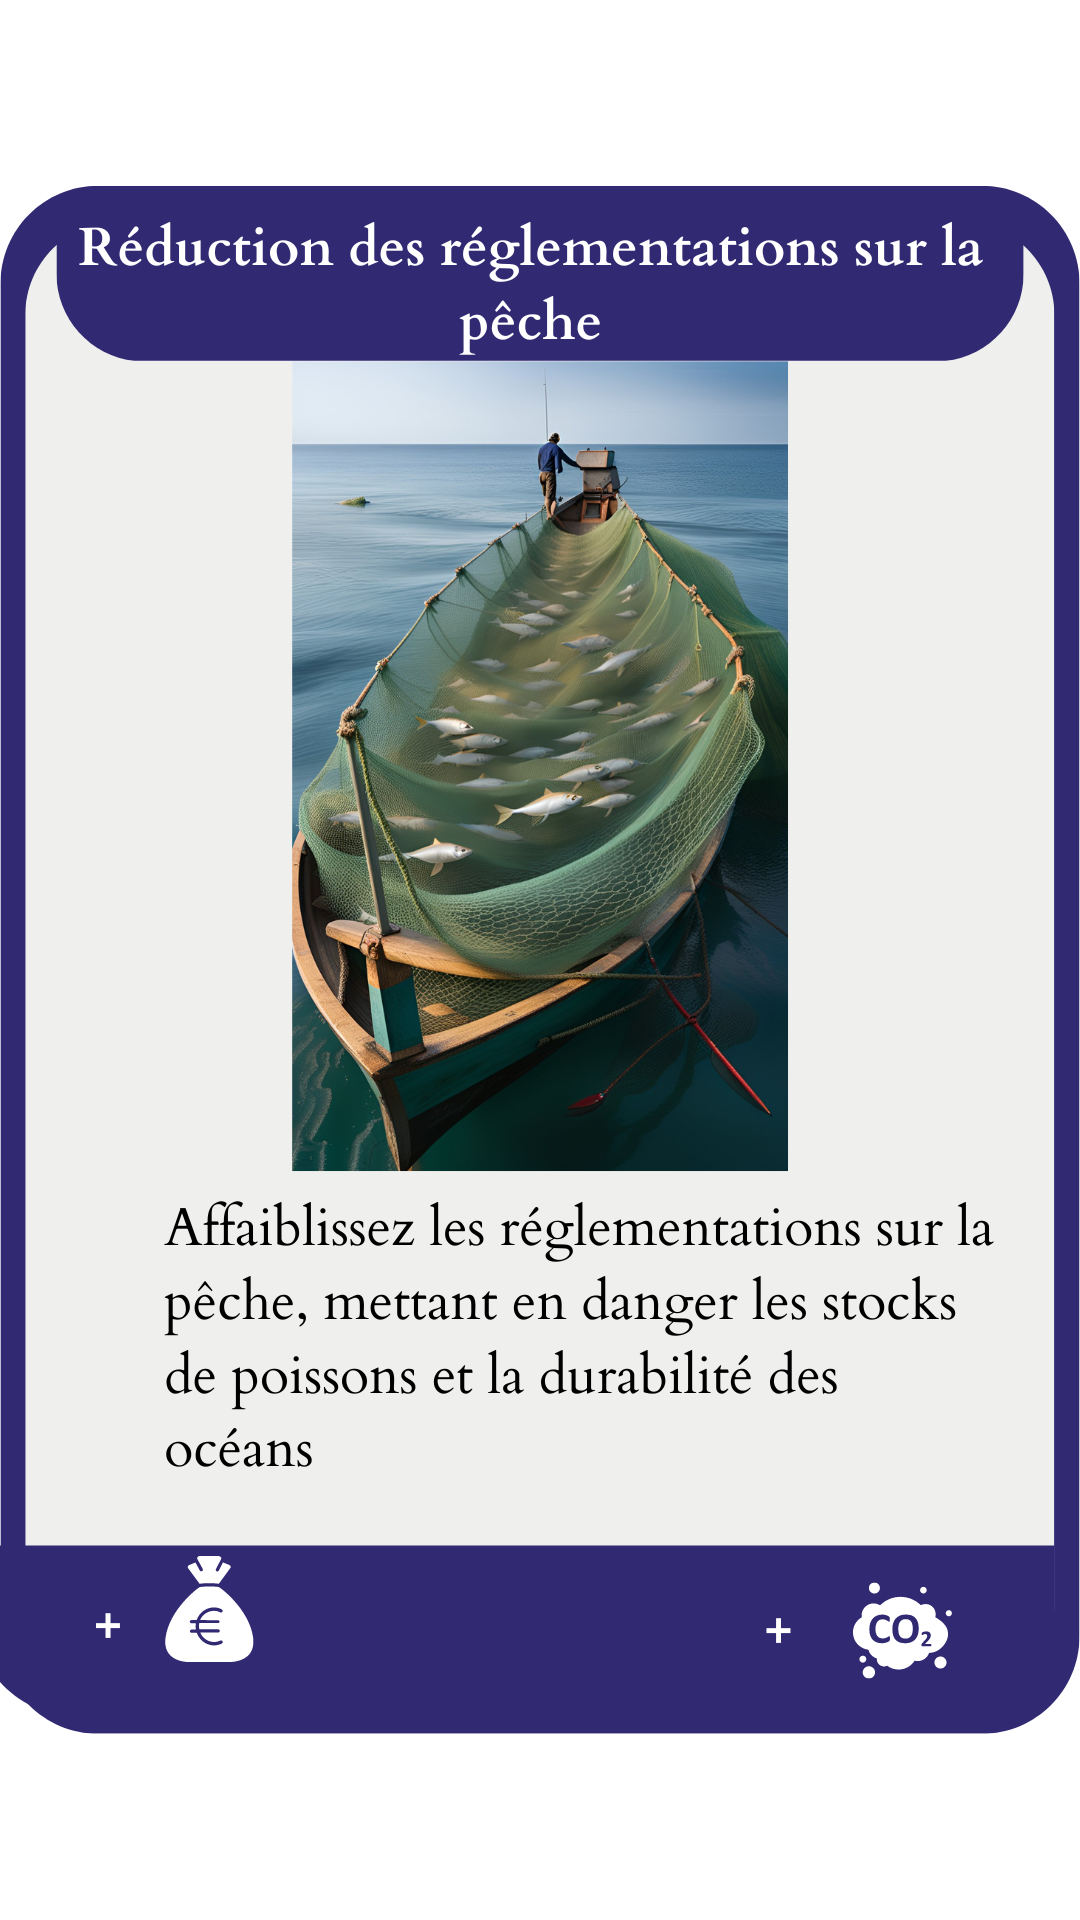 Réduction des réglementations sur la
pêche
Affaiblissez les réglementations sur la
pêche, mettant en danger les stocks
de poissons et la durabilité des
océans
+ €
+ CO₂